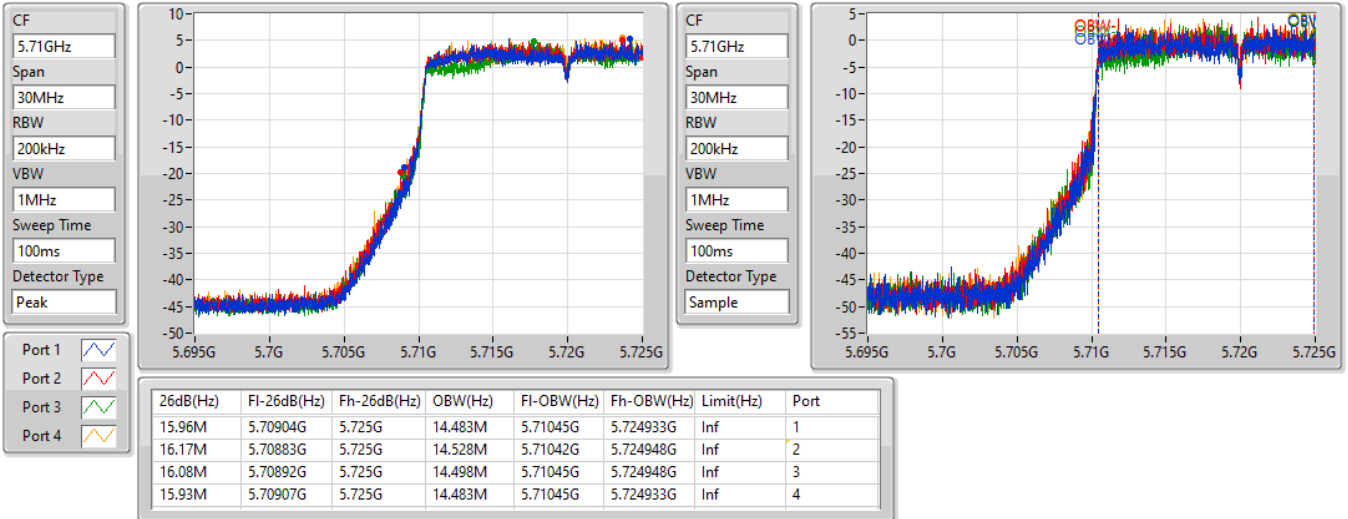 CF
5.71GHz
Span
30MHz
RBW
200kHz
VBW
1MHz
Sweep Time
100ms
Detector Type
Peak
10
5
0
-5
-10
-15
-20
-25
-30
-35
-40
-45
-50
5.695G 5.7G 5.705G 5.71G 5.715G 5.72G 5.725G
CF
5.71GHz
Span
30MHz
RBW
200kHz
VBW
1MHz
Sweep Time
100ms
Detector Type
Sample
5
0
-5
-10
-15
-20
-25
-30
-35
-40
-45
-50
-55
OBW-
OBW
OBW
5.695G 5.7G 5.705G 5.71G 5.715G 5.72G 5.725G
Port 1
Port 2
Port 3
Port 4
26dB(Hz) Fl-26dB(Hz) Fh-26dB(Hz) OBW(Hz) Fl-OBW(Hz) Fh-OBW(Hz) Limit(Hz) Port
15.96M 5.70904G 5.725G 14.483M 5.71045G 5.724933G Inf 1
16.17M 5.70883G 5.725G 14.528M 5.71042G 5.724948G Inf 2
16.08M 5.70892G 5.725G 14.498M 5.71045G 5.724948G Inf 3
15.93M 5.70907G 5.725G 14.483M 5.71045G 5.724933G Inf 4